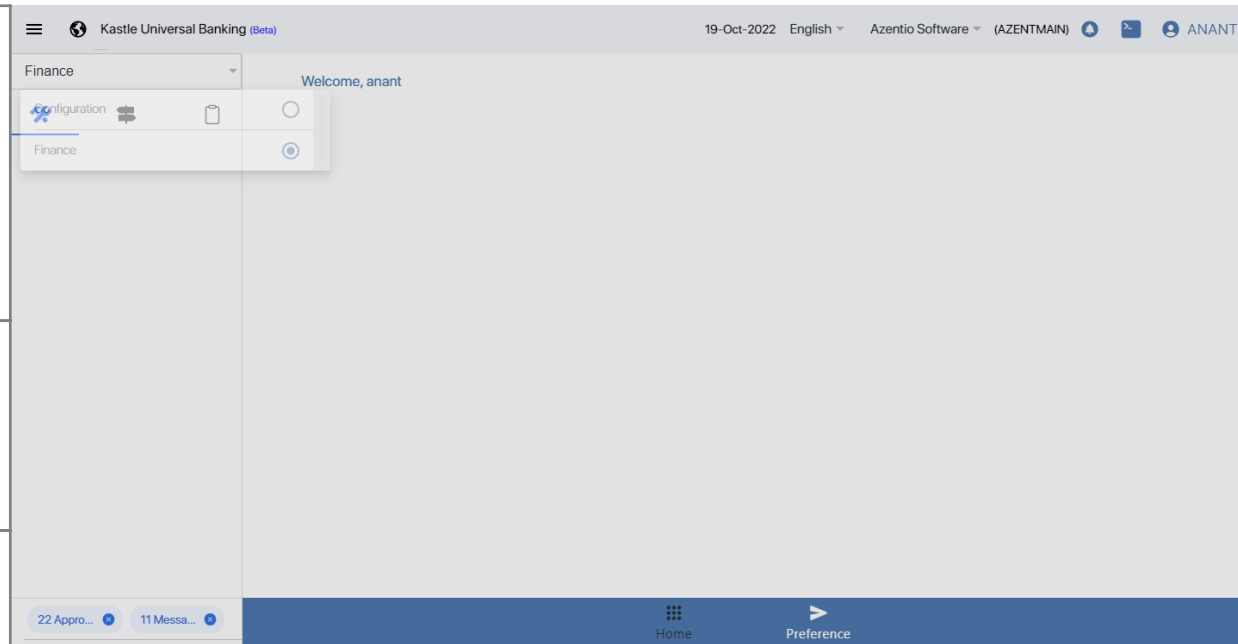 Kastle Universal Banking (Beta) 19-Oct-2022 English Azentio Software (AZENTMAIN) ANANT
Finance
Welcome, anant
Configuration
Finance
22 Appro... 11 Messa...
Home Preference